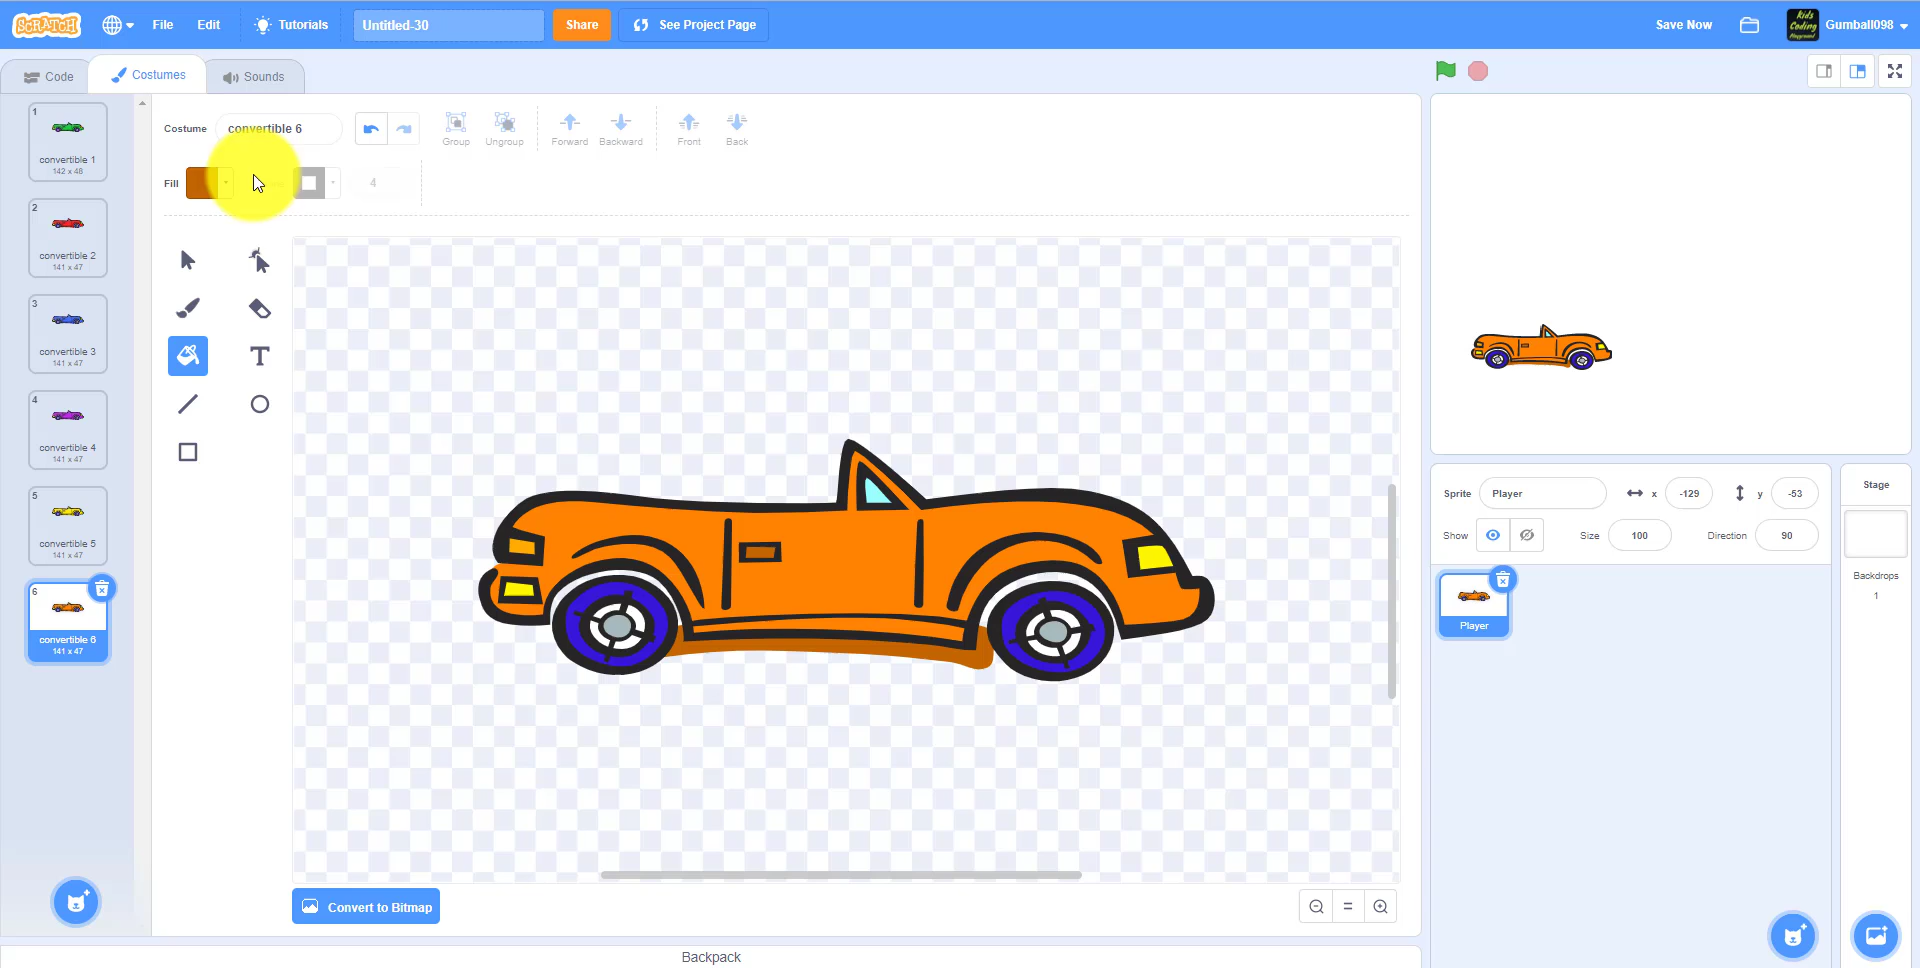 SCRATCH File Edit Tutorials Untitled-30 Share See Project Page Save Now Kids Coding Playground Gumball098
Code Costumes Sounds
1
convertible 1
142 x 48
2
convertible 2
141 x 47
3
convertible 3
141 x 47
4
convertible 4
141 x 47
5
convertible 5
141 x 47
6
convertible 6
141 x 47
Costume convertible 6
Group Ungroup Forward Backward Front Back
Fill 4
Convert to Bitmap
Backpack
Sprite Player x -129 y -53
Show Size 100 Direction 90
Player
Stage
Backdrops
1